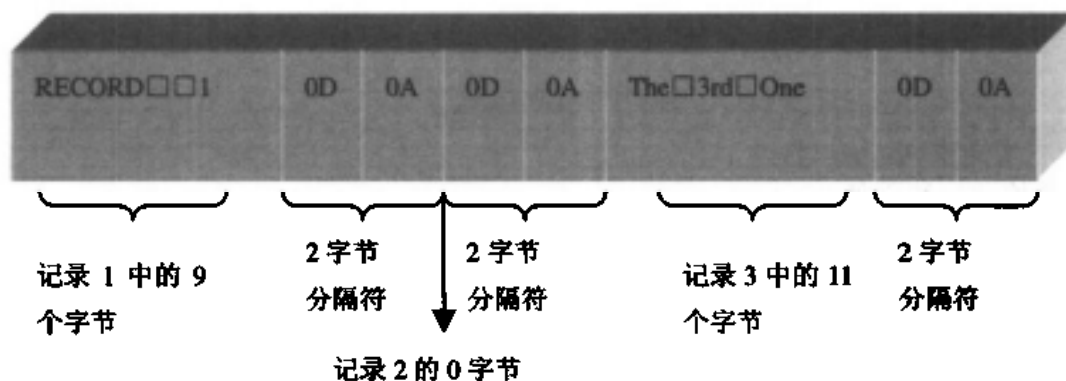 RECORD□□1 0D 0A 0D 0A The□3rd□One 0D 0A
记录 1 中的 9
个字节
2 字节
分隔符
2 字节
分隔符
记录 3 中的 11
个字节
2 字节
分隔符
记录 2 的 0 字节